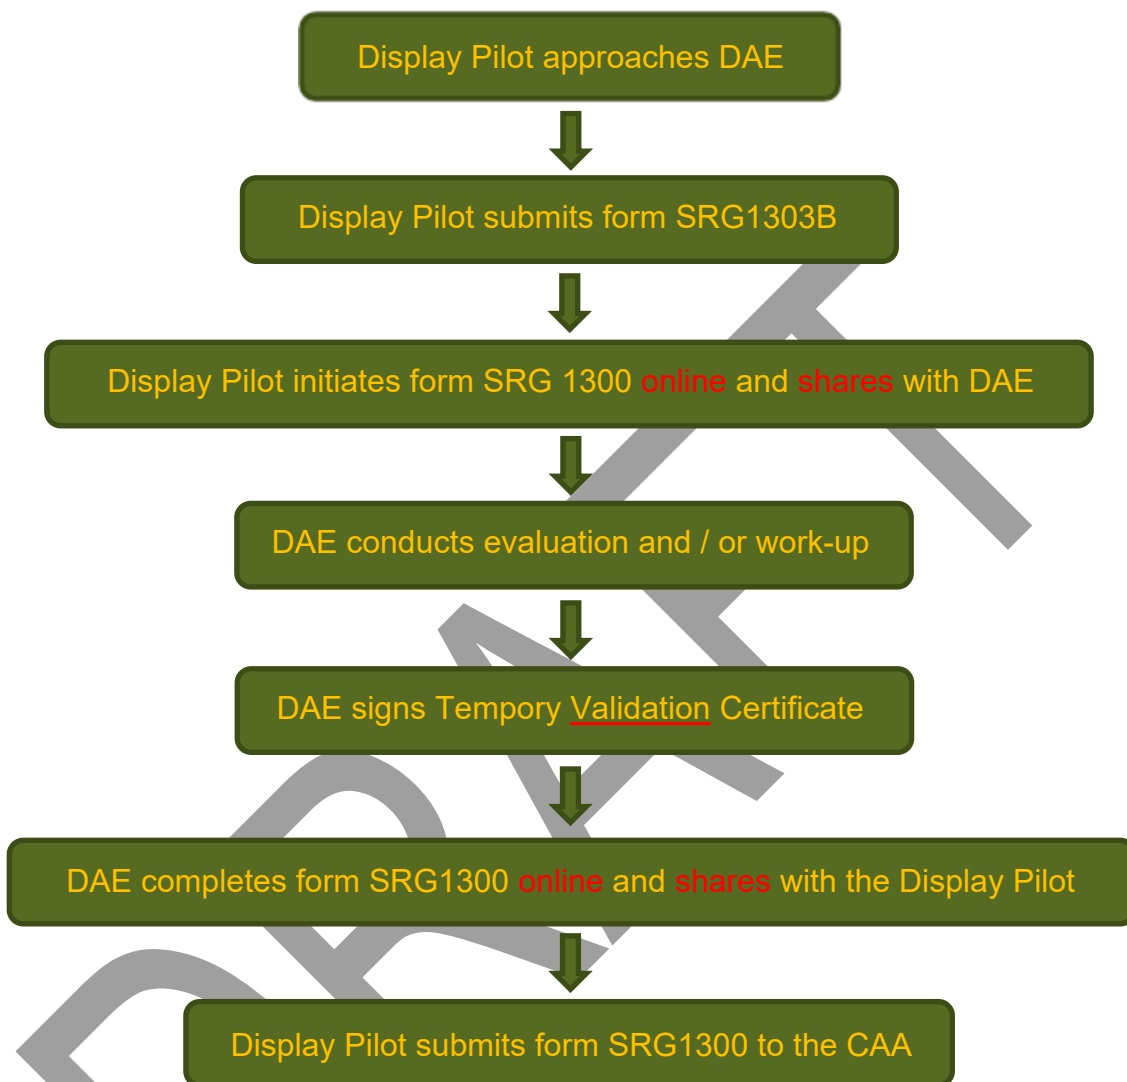 Display Pilot approaches DAE
Display Pilot submits form SRG1303B
Display Pilot initiates form SRG 1300 online and shares with DAE
DAE conducts evaluation and / or work-up
DAE signs Tempory Validation Certificate
DAE completes form SRG1300 online and shares with the Display Pilot
Display Pilot submits form SRG1300 to the CAA
DRAFT